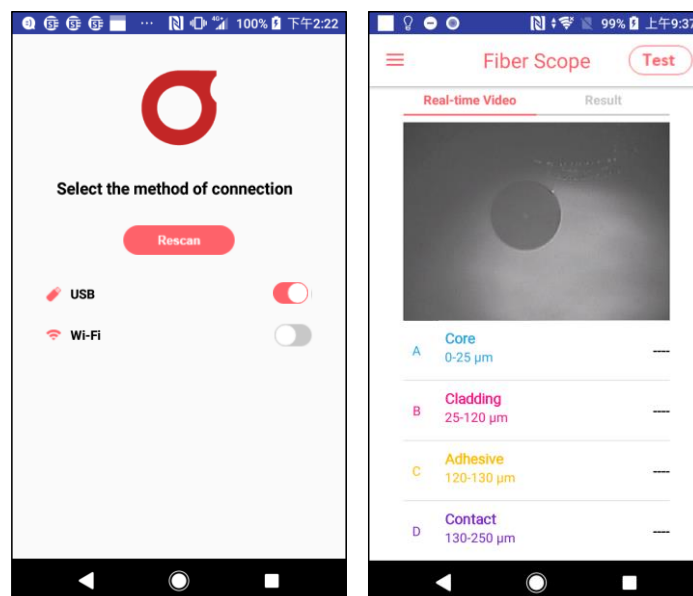 100% 下午2:22
Select the method of connection
Rescan
USB
Wi-Fi
99% 上午9:37
Fiber Scope
Test
Real-time Video
Result
A
Core
0-25 µm
----
B
Cladding
25-120 µm
----
C
Adhesive
120-130 µm
----
D
Contact
130-250 µm
----